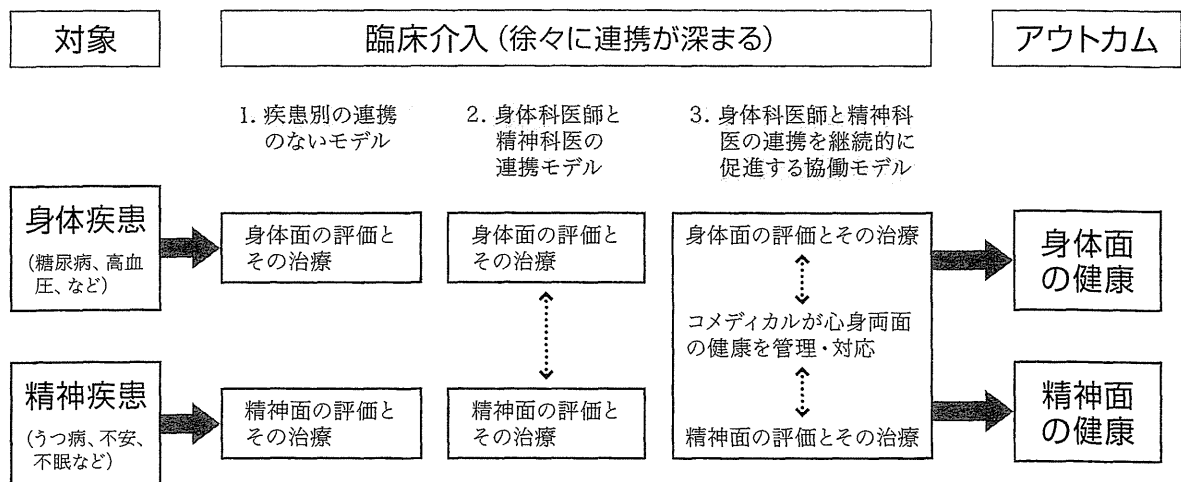 対象
臨床介入(徐々に連携が深まる)
アウトカム
1. 疾患別の連携
のないモデル
2. 身体科医師と
精神科医の
連携モデル
3. 身体科医師と精神科
医の連携を継続的に
促進する協働モデル
身体疾患
(糖尿病、高血
圧、など)
身体面の評価と
その治療
身体面の評価と
その治療
身体面の評価とその治療
コメディカルが心身両面
の健康を管理・対応
精神面の評価とその治療
身体面
の健康
精神疾患
(うつ病、不安、
不眠など)
精神面の評価と
その治療
精神面の評価と
その治療
精神面
の健康